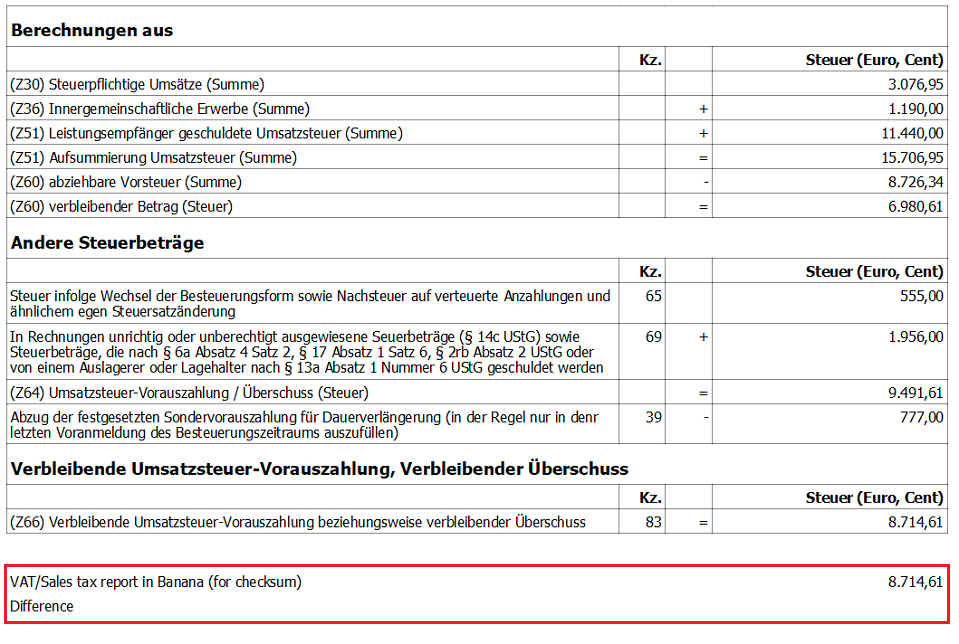 Berechnungen aus
Kz. Steuer (Euro, Cent)
(Z30) Steuerpflichtige Umsätze (Summe) 3.076,95
(Z36) Innergemeinschaftliche Erwerbe (Summe) + 1.190,00
(Z51) Leistungsempfänger geschuldete Umsatzsteuer (Summe) + 11.440,00
(Z51) Aufsummierung Umsatzsteuer (Summe) = 15.706,95
(Z60) abziehbare Vorsteuer (Summe) - 8.726,34
(Z60) verbleibender Betrag (Steuer) = 6.980,61
Andere Steuerbeträge
Kz. Steuer (Euro, Cent)
Steuer infolge Wechsel der Besteuerungsform sowie Nachsteuer auf verteuerte Anzahlungen und 65 555,00
ähnlichem egen Steuersatzänderung
In Rechnungen unrichtig oder unberechtigt ausgewiesene Seuerbeträge (§ 14c UStG) sowie 69 + 1.956,00
Steuerbeträge, die nach § 6a Absatz 4 Satz 2, § 17 Absatz 1 Satz 6, § 2rb Absatz 2 UStG oder
von einem Auslagerer oder Lagehalter nach § 13a Absatz 1 Nummer 6 UStG geschuldet werden
(Z64) Umsatzsteuer-Vorauszahlung / Überschuss (Steuer) = 9.491,61
Abzug der festgesetzten Sondervorauszahlung für Dauerverlängerung (in der Regel nur in denr 39 - 777,00
letzten Voranmeldung des Besteuerungszeitraums auszufüllen)
Verbleibende Umsatzsteuer-Vorauszahlung, Verbleibender Überschuss
Kz. Steuer (Euro, Cent)
(Z66) Verbleibende Umsatzsteuer-Vorauszahlung beziehungsweise verbleibender Überschuss 83 = 8.714,61
VAT/Sales tax report in Banana (for checksum) 8.714,61
Difference